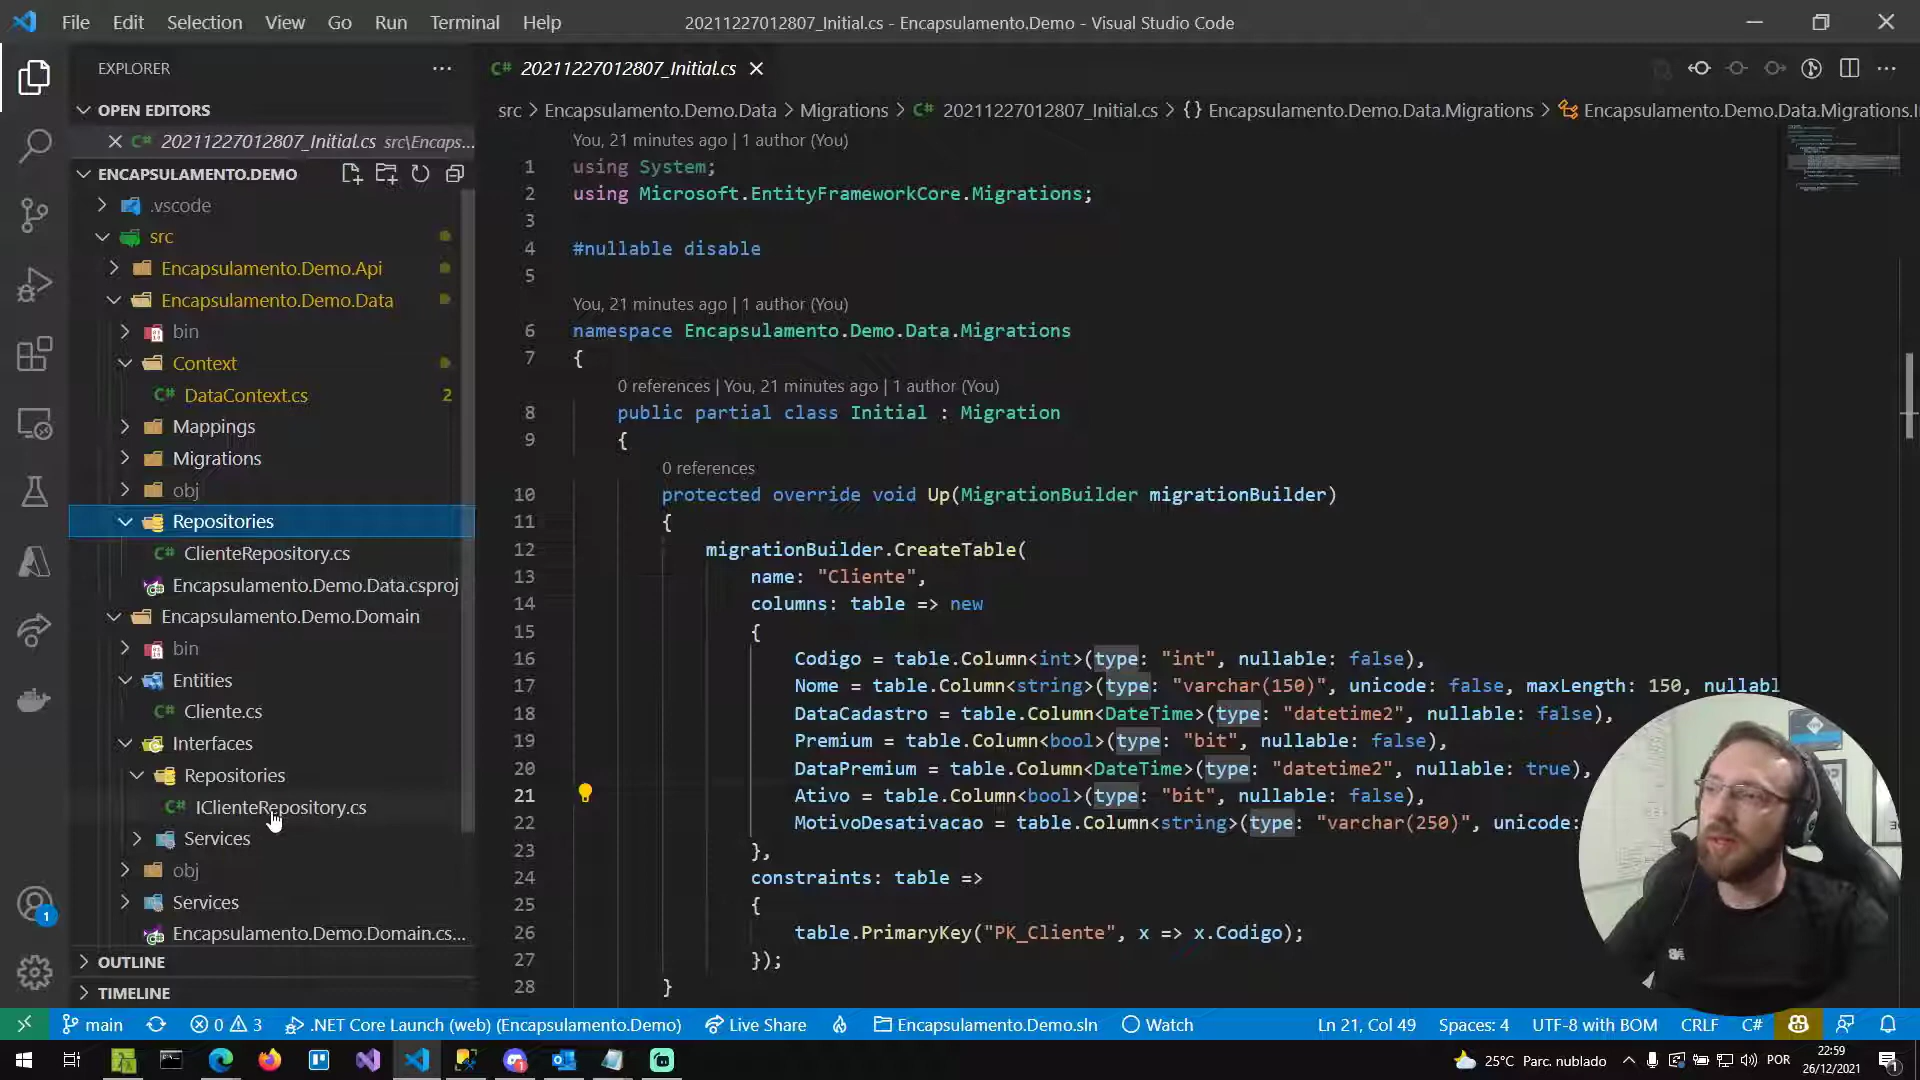 File Edit Selection View Go Run Terminal Help
20211227012807_Initial.cs - Encapsulamento.Demo - Visual Studio Code
EXPLORER
OPEN EDITORS
20211227012807_Initial.cs src\Encaps...
ENCAPSULAMENTO.DEMO
.vscode
src
Encapsulamento.Demo.Api
Encapsulamento.Demo.Data
bin
Context
DataContext.cs 2
Mappings
Migrations
obj
Repositories
ClienteRepository.cs
Encapsulamento.Demo.Data.csproj
Encapsulamento.Demo.Domain
bin
Entities
Cliente.cs
Interfaces
Repositories
IClienteRepository.cs
Services
obj
Services
Encapsulamento.Demo.Domain.cs...
OUTLINE
TIMELINE
1
C# 20211227012807_Initial.cs
src > Encapsulamento.Demo.Data > Migrations > C# 20211227012807_Initial.cs > {} Encapsulamento.Demo.Data.Migrations > Encapsulamento.Demo.Data.Migrations.I
You, 21 minutes ago | 1 author (You)
1 using System;
2 using Microsoft.EntityFrameworkCore.Migrations;
3
4 #nullable disable
5
You, 21 minutes ago | 1 author (You)
6 namespace Encapsulamento.Demo.Data.Migrations
7 {
0 references | You, 21 minutes ago | 1 author (You)
8 public partial class Initial : Migration
9 {
0 references
10 protected override void Up(MigrationBuilder migrationBuilder)
11 {
12 migrationBuilder.CreateTable(
13 name: "Cliente",
14 columns: table => new
15 {
16 Codigo = table.Column<int>(type: "int", nullable: false),
17 Nome = table.Column<string>(type: "varchar(150)", unicode: false, maxLength: 150, nullabl
18 DataCadastro = table.Column<DateTime>(type: "datetime2", nullable: false),
19 Premium = table.Column<bool>(type: "bit", nullable: false),
20 DataPremium = table.Column<DateTime>(type: "datetime2", nullable: true),
21 Ativo = table.Column<bool>(type: "bit", nullable: false),
22 MotivoDesativacao = table.Column<string>(type: "varchar(250)", unicode:
23 },
24 constraints: table =>
25 {
26 table.PrimaryKey("PK_Cliente", x => x.Codigo);
27 });
28 }
main 0 3 .NET Core Launch (web) (Encapsulamento.Demo) Live Share Encapsulamento.Demo.sln Watch Ln 21, Col 49 Spaces: 4 UTF-8 with BOM CRLF C#
25°C Parc. nublado POR 22:59
26/12/2021 1